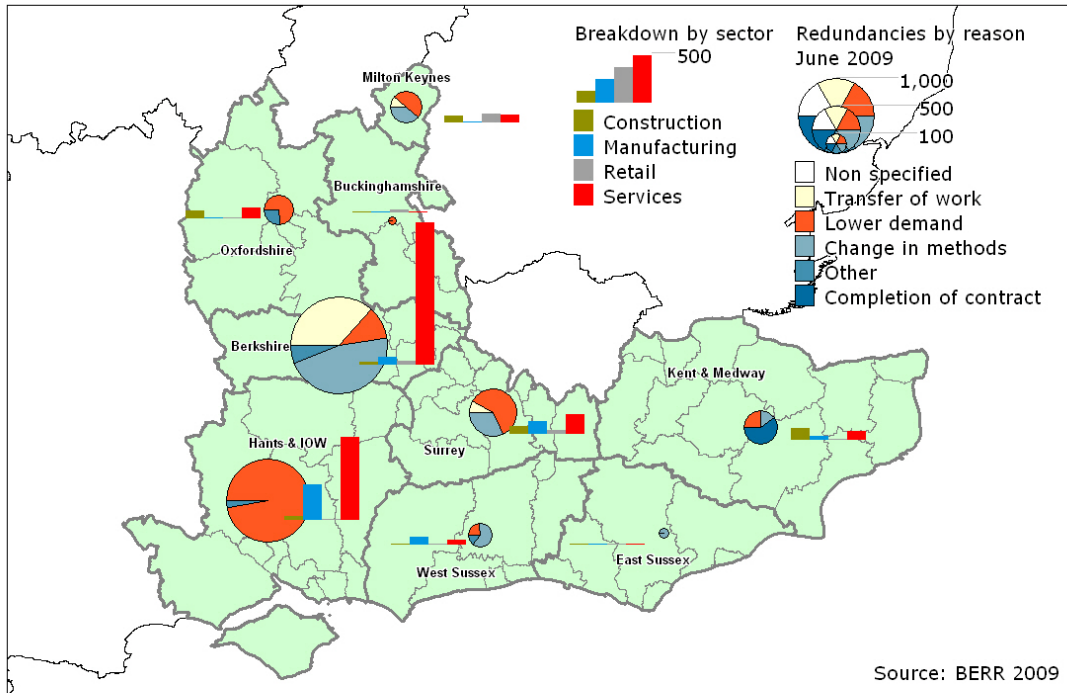 Breakdown by sector
500
Construction
Manufacturing
Retail
Services
Redundancies by reason
June 2009
1,000
500
100
Non specified
Transfer of work
Lower demand
Change in methods
Other
Completion of contract
Milton Keynes
Buckinghamshire
Oxfordshire
Berkshire
Kent & Medway
Hants & IOW
Surrey
West Sussex
East Sussex
Source: BERR 2009